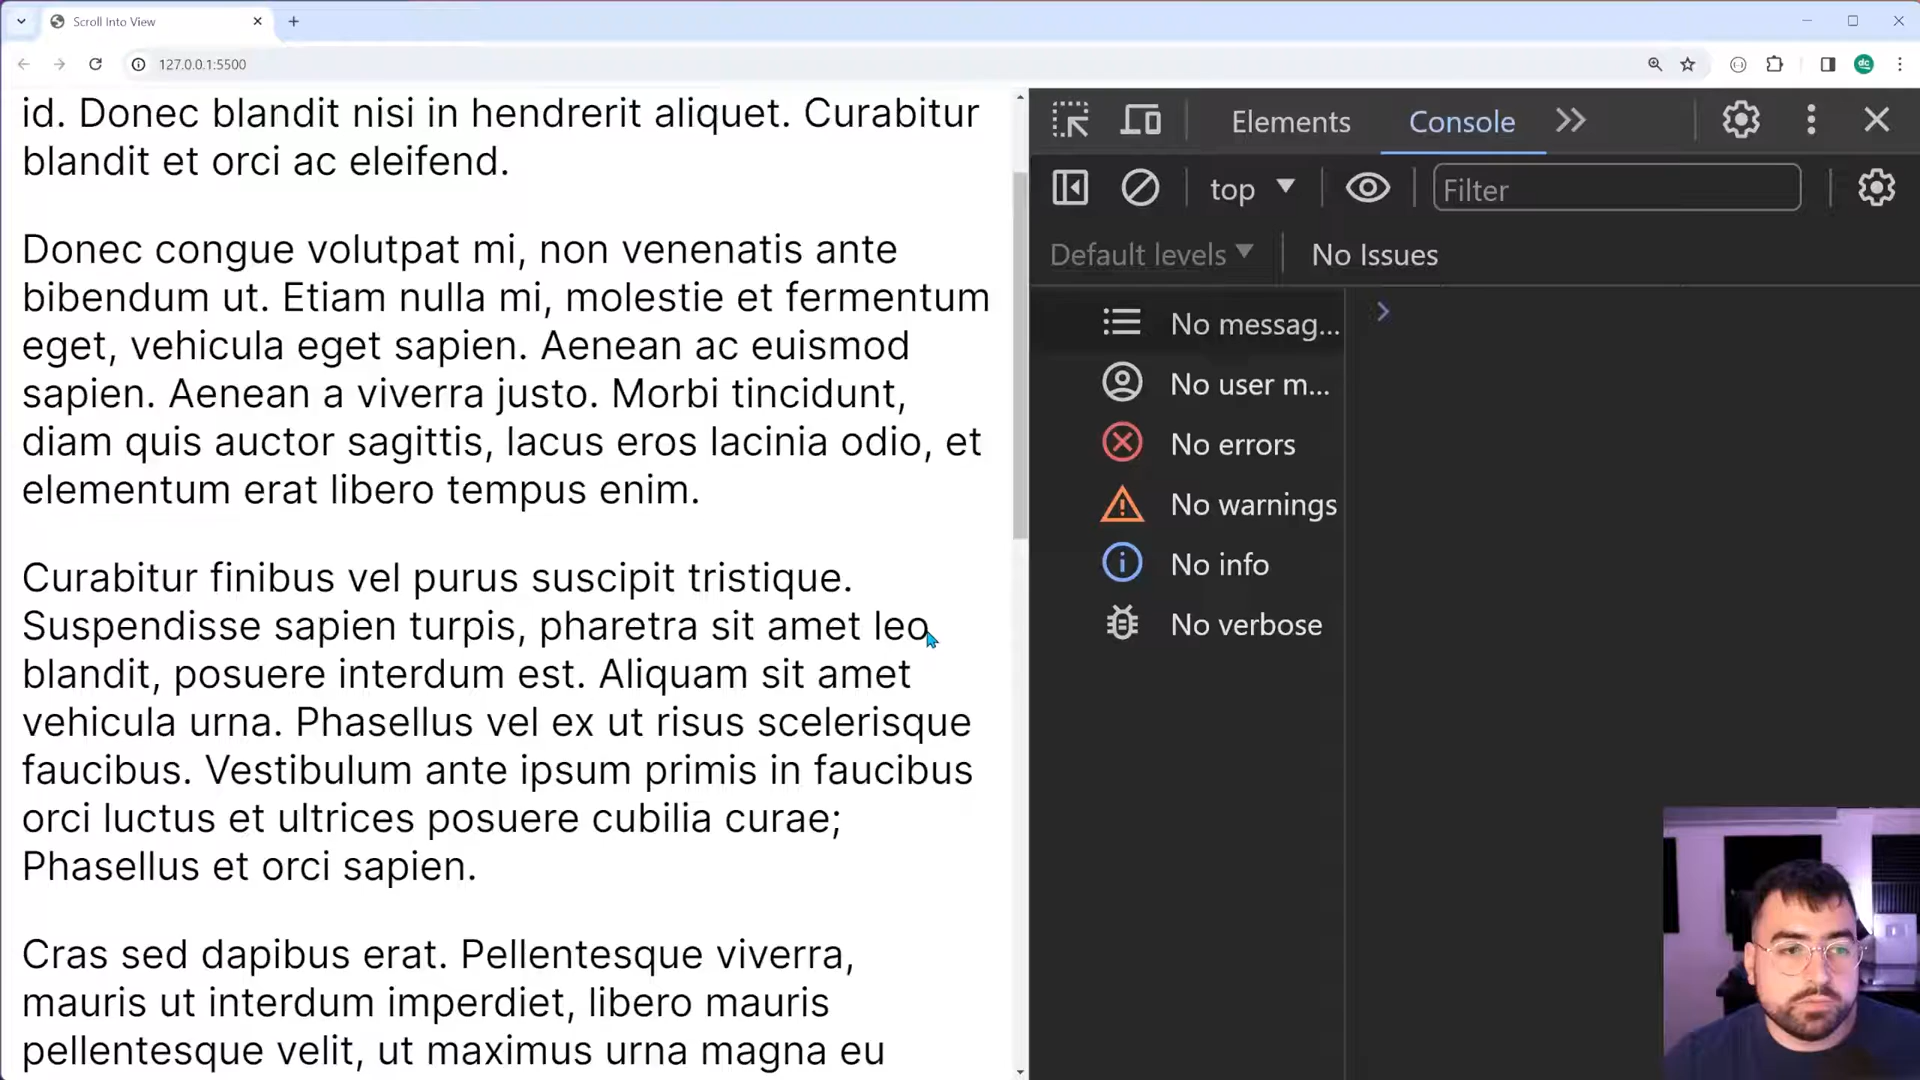 Scroll Into View
127.0.0.1:5500
id. Donec blandit nisi in hendrerit aliquet. Curabitur
blandit et orci ac eleifend.
Donec congue volutpat mi, non venenatis ante
bibendum ut. Etiam nulla mi, molestie et fermentum
eget, vehicula eget sapien. Aenean ac euismod
sapien. Aenean a viverra justo. Morbi tincidunt,
diam quis auctor sagittis, lacus eros lacinia odio, et
elementum erat libero tempus enim.
Curabitur finibus vel purus suscipit tristique.
Suspendisse sapien turpis, pharetra sit amet leo
blandit, posuere interdum est. Aliquam sit amet
vehicula urna. Phasellus vel ex ut risus scelerisque
faucibus. Vestibulum ante ipsum primis in faucibus
orci luctus et ultrices posuere cubilia curae;
Phasellus et orci sapien.
Cras sed dapibus erat. Pellentesque viverra,
mauris ut interdum imperdiet, libero mauris
pellentesque velit, ut maximus urna magna eu
Elements
Console
top
Filter
Default levels
No Issues
No messag...
No user m...
No errors
No warnings
No info
No verbose
dc